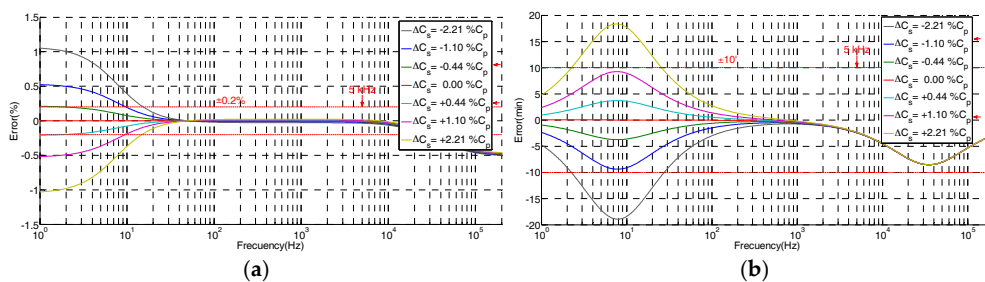 1.5
1
0.5
0
-0.5
-1
-1.5
Error(%)
10^0
10^1
10^2
10^3
10^4
10^5
Frecuency(Hz)
±0.2%
5 kHz
ΔC_s = -2.21 %C_p
ΔC_s = -1.10 %C_p
ΔC_s = -0.44 %C_p
ΔC_s = 0.00 %C_p
ΔC_s = +0.44 %C_p
ΔC_s = +1.10 %C_p
ΔC_s = +2.21 %C_p
(a)
20
15
10
5
0
-5
-10
-15
-20
Error(min)
10^0
10^1
10^2
10^3
10^4
10^5
Frecuency(Hz)
±10'
5 kHz
ΔC_s = -2.21 %C_p
ΔC_s = -1.10 %C_p
ΔC_s = -0.44 %C_p
ΔC_s = 0.00 %C_p
ΔC_s = +0.44 %C_p
ΔC_s = +1.10 %C_p
ΔC_s = +2.21 %C_p
(b)